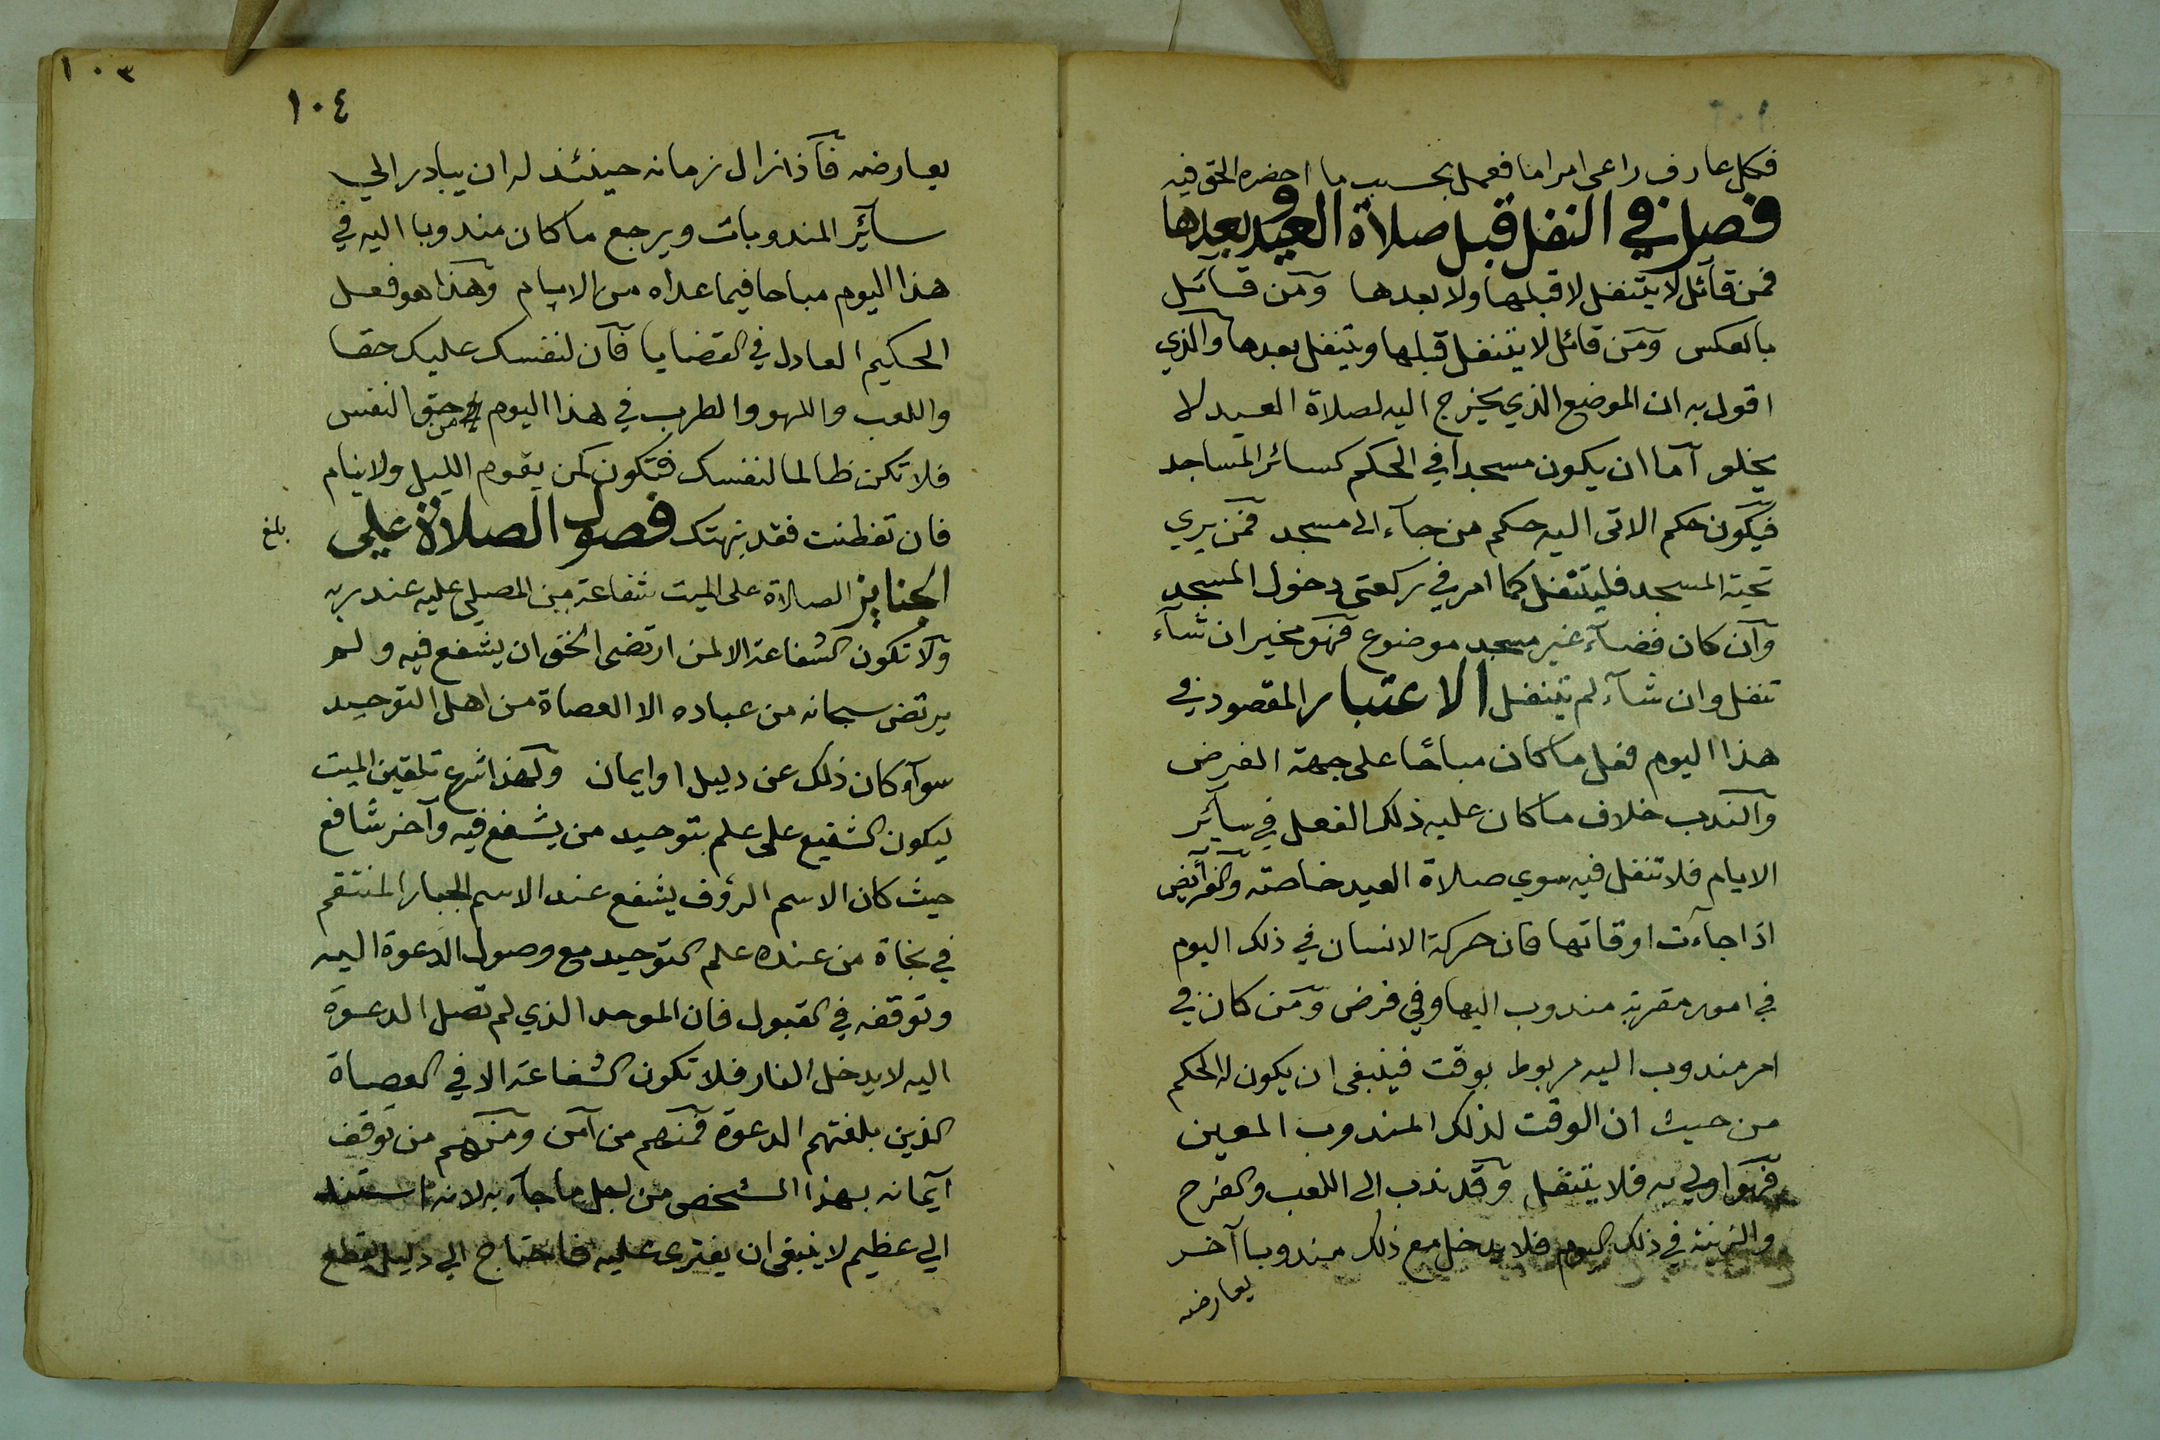 فكل عارف راعى امرا ما فعمل بحسب ما احضره الحق فيه
فصل في النفل قبل صلاة العيد وبعدها
فمن قائل لا يتنفل لا قبلها ولا بعدها ومن قائل
بالعكس ومن قائل لا يتنفل قبلها ويتنفل بعدها والذي
اقول به ان الموضع الذي يخرج اليه لصلاة العيد لا
يخلو اما ان يكون مسجدا في الحكم كسائر المساجد
فيكون حكم الاتى اليه حكم من جاء الى مسجد فمن يري
تحية المسجد فليتنفل كما امر في ركعتي دخول المسجد
وان كان فضاء غير مسجد موضوع فهو مخير ان شاء
تنفل وان شاء لم يتنفل الاعتبار المقصود في
هذا اليوم فعل ما كان مباحا على جهة الفرض
والندب خلاف ما كان عليه ذلك الفعل في سائر
الايام فلا تنفل فيه سوي صلاة العيد خاصة والفرائض
اذا جاءت اوقاتها فان حركة الانسان في ذلك اليوم
في امور مقربة مندوب اليها وفي فرض ومن كان في
امر مندوب اليه مربوط بوقت فينبغى ان يكون له الحكم
من حيث ان الوقت لذلك المندوب المعين
فهو اولي به فلا يتنفل وقد ندب الى اللعب والفرح
والزينة في ذلك اليوم فلا يدخل مع ذلك مندوبا آخر
يعارضه
١٠٣
١٠٤
يعارضه فاذا زال زمانه حينئذ له ان يبادر الي
سائر المندوبات ويرجع ما كان مندوبا اليه في
هذا اليوم مباحا فيما عداه من الايام وهذا هو فعل
الحكيم العادل في القضايا فان لنفسك عليك حقا
واللعب واللهو والطرب في هذا اليوم من حق النفس
فلا تكن ظالما لنفسك فتكون كمن يقوم الليل ولا ينام
فان تفطنت فقد نبهتك فصول الصلاة علي
بلغ
الجنايز الصلاة على الميت شفاعة من المصلي عليه عند ربه
ولا تكون الشفاعة الا لمن ارتضى الحق ان يشفع فيه ولم
يرتض سبحانه من عباده الا العصاة من اهل التوحيد
سواء كان ذلك عن دليل او ايمان ولهذا شرع تلقين الميت
ليكون الشفيع على علم بتوحيد من يشفع فيه وآخر شافع
حيث كان الاسم الرؤف يشفع عند الاسم الجبار المنتقم
في نجاة من عنده علم التوحيد مع وصول الدعوة اليه
وتوقفه في القبول فان الموحد الذي لم تصل الدعوة
اليه لا يدخل النار فلا تكون الشفاعة الا في العصاة
الذين بلغتهم الدعوة فمنهم من آمن ومنهم من توقف
ايمانه بهذا الشخص من اجل ما جاء به لانه استند
الي عظيم لا ينبغى ان يفترى عليه فاحتاج الي دليل يقطع